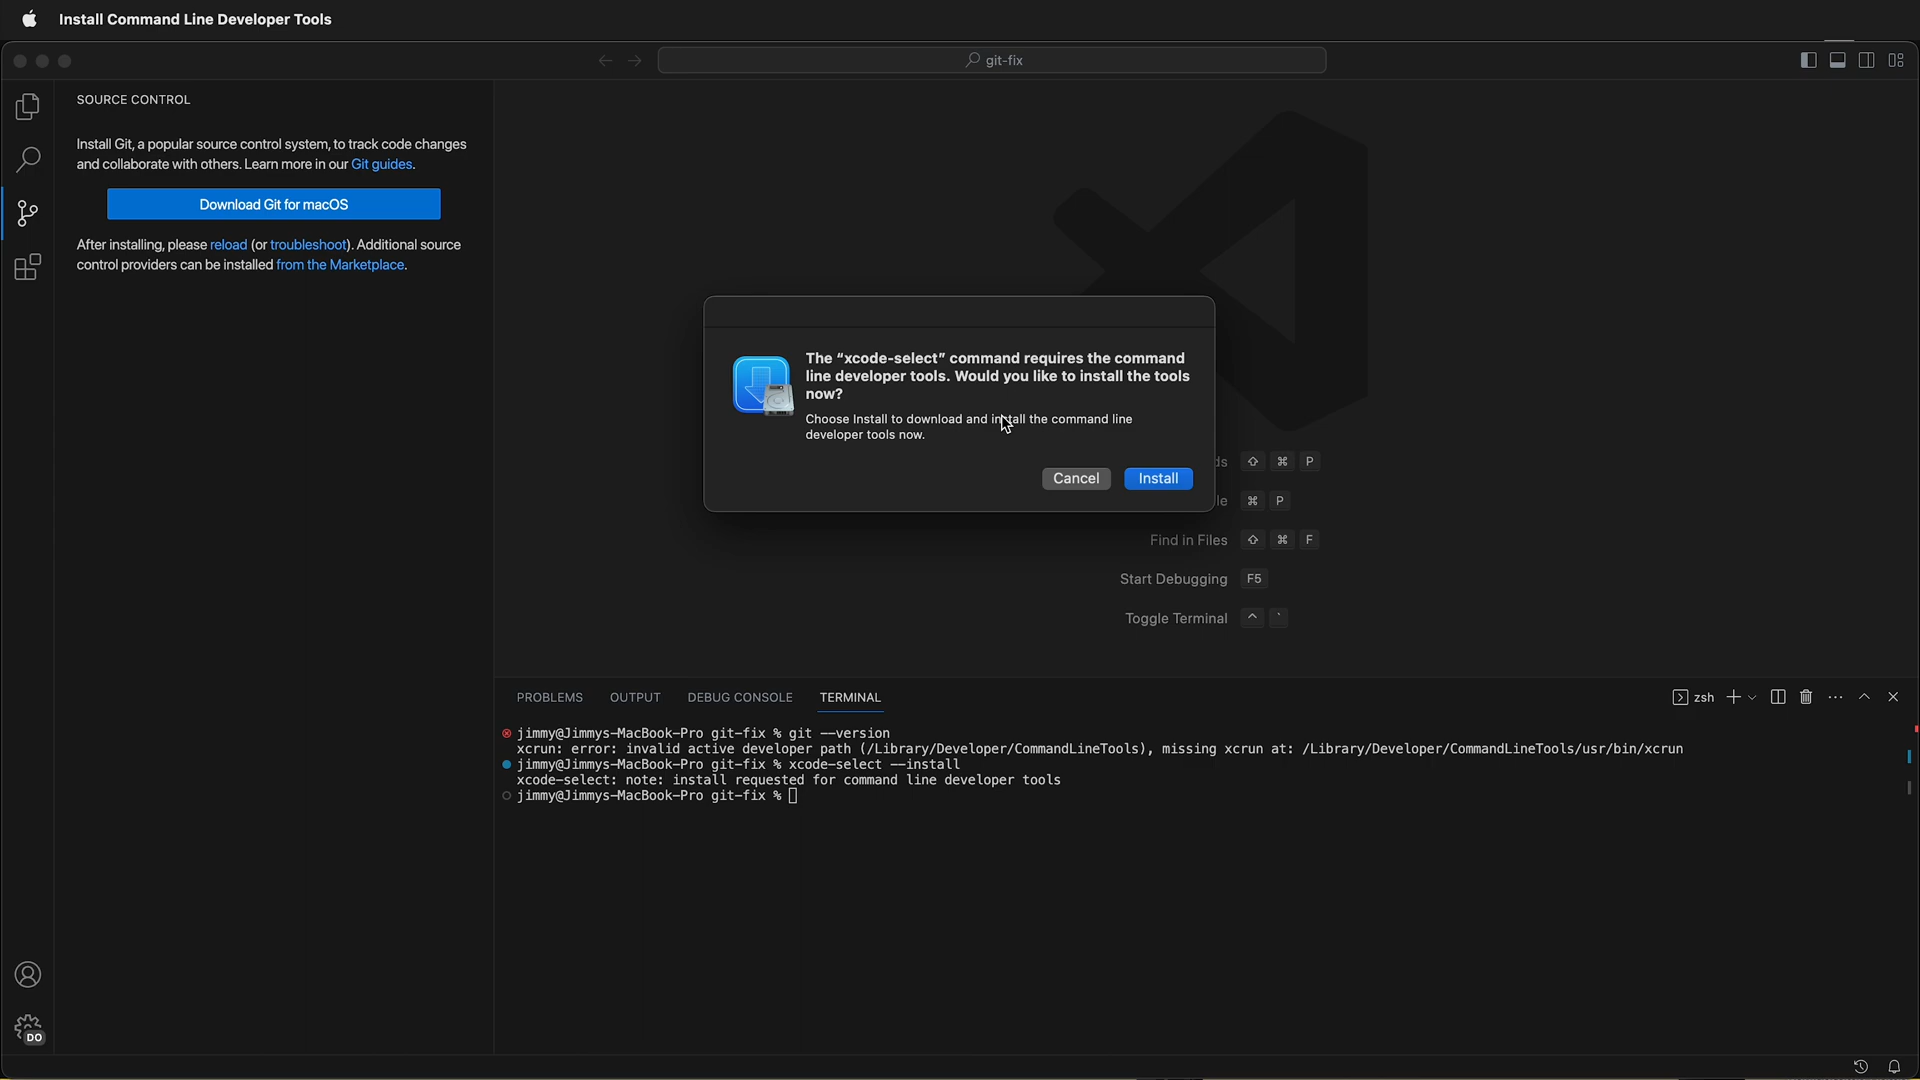 Install Command Line Developer Tools
git-fix
SOURCE CONTROL
Install Git, a popular source control system, to track code changes
and collaborate with others. Learn more in our Git guides.
Download Git for macOS
After installing, please reload (or troubleshoot). Additional source
control providers can be installed from the Marketplace.
The “xcode-select” command requires the command
line developer tools. Would you like to install the tools
now?
Choose Install to download and install the command line
developer tools now.
Cancel
Install
ds ⇧ ⌘ P
le ⌘ P
Find in Files ⇧ ⌘ F
Start Debugging F5
Toggle Terminal ^ `
PROBLEMS OUTPUT DEBUG CONSOLE TERMINAL
zsh
jimmy@Jimmys-MacBook-Pro git-fix % git --version
xcrun: error: invalid active developer path (/Library/Developer/CommandLineTools), missing xcrun at: /Library/Developer/CommandLineTools/usr/bin/xcrun
jimmy@Jimmys-MacBook-Pro git-fix % xcode-select --install
xcode-select: note: install requested for command line developer tools
jimmy@Jimmys-MacBook-Pro git-fix %
DO